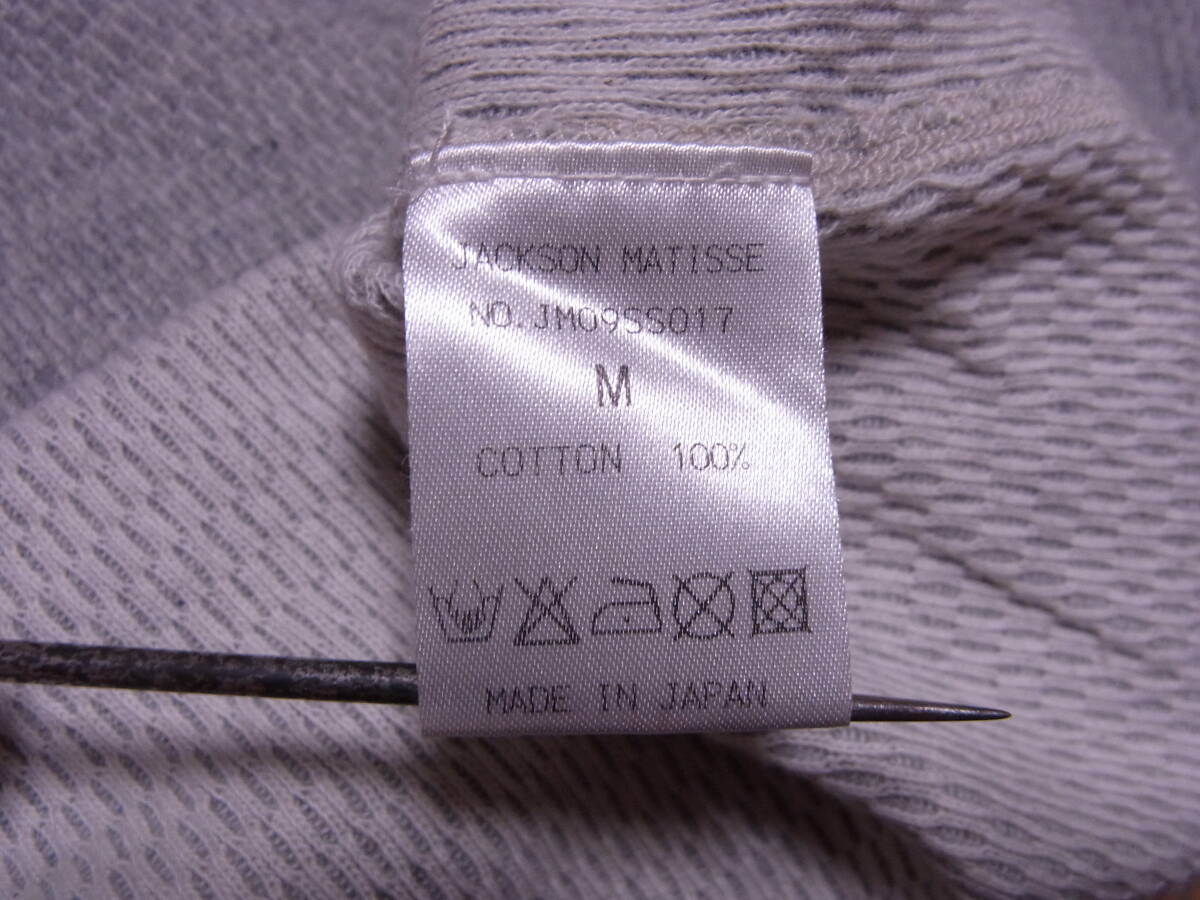 JACKSON MATISSE
NO.JM09SS017
M
COTTON 100%
MADE IN JAPAN